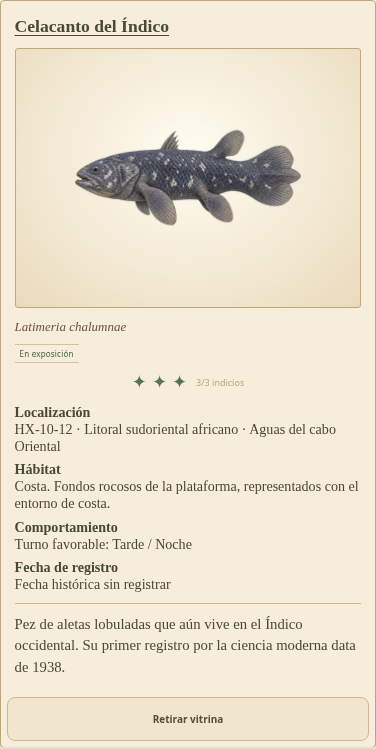 Celacanto del Índico
Latimeria chalumnae
En exposición
✦ ✦ ✦ 3/3 indicios
Localización
HX-10-12 · Litoral sudoriental africano · Aguas del cabo
Oriental
Hábitat
Costa. Fondos rocosos de la plataforma, representados con el
entorno de costa.
Comportamiento
Turno favorable: Tarde / Noche
Fecha de registro
Fecha histórica sin registrar
Pez de aletas lobuladas que aún vive en el Índico
occidental. Su primer registro por la ciencia moderna data
de 1938.
Retirar vitrina